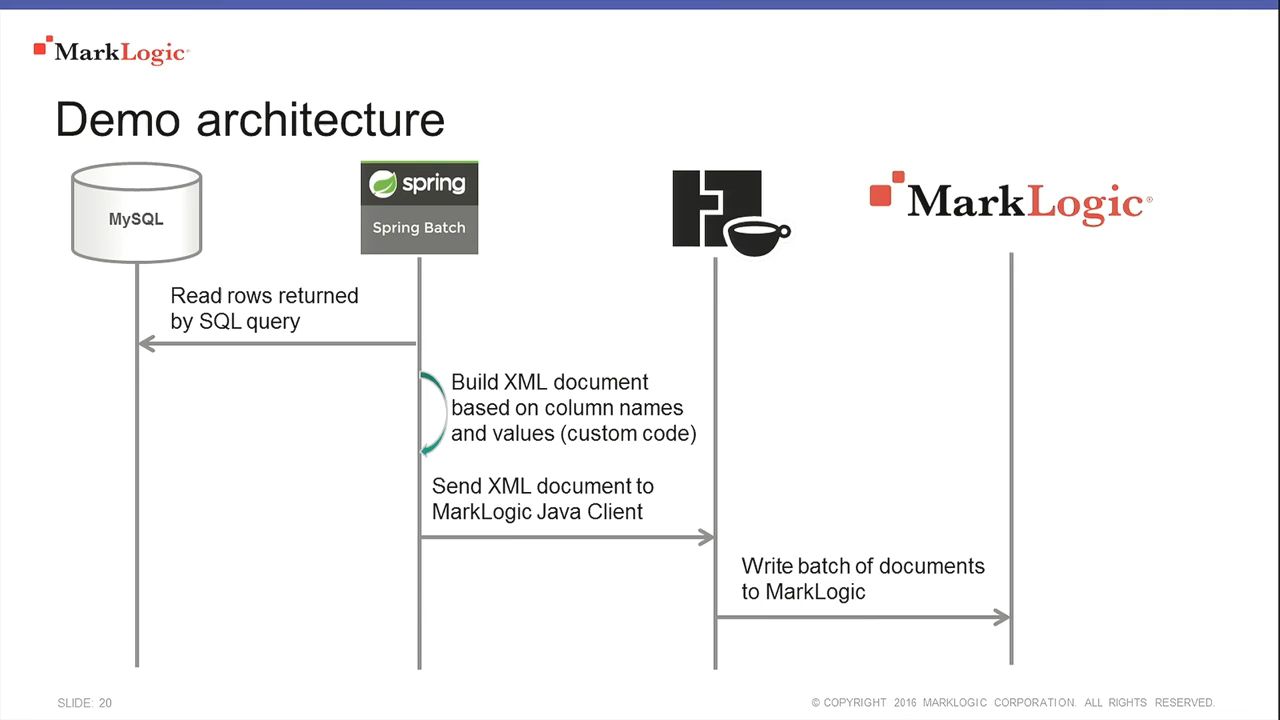 MarkLogic®
Demo architecture
MySQL
spring
Spring Batch
MarkLogic®
Read rows returned
by SQL query
Build XML document
based on column names
and values (custom code)
Send XML document to
MarkLogic Java Client
Write batch of documents
to MarkLogic
SLIDE: 20
© COPYRIGHT 2016 MARKLOGIC CORPORATION. ALL RIGHTS RESERVED.